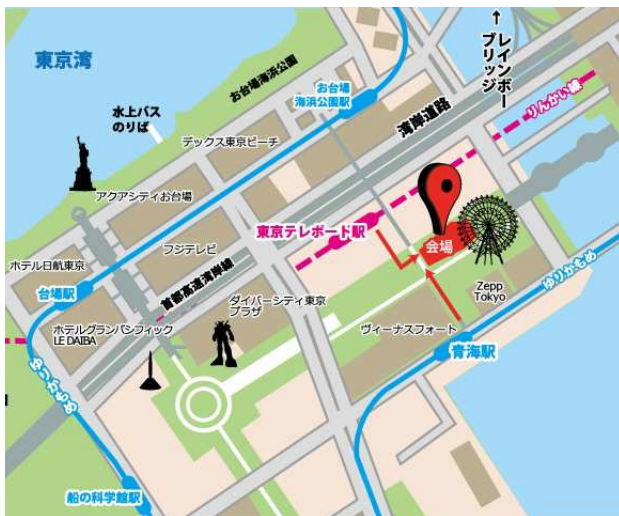 東京湾
水上バス
のりば
お台場海浜公園
お台場
海浜公園駅
↑レインボー
ブリッジ
湾岸道路
りんかい線
デックス東京ビーチ
アクアシティお台場
東京テレポート駅
会場
フジテレビ
ホテル日航東京
台場駅
首都高速湾岸線
ダイバーシティ東京
プラザ
Zepp
Tokyo
ゆりかもめ
ヴィーナスフォート
青海駅
ホテルグランパシフィック
LE DAIBA
ゆりかもめ
船の科学館駅